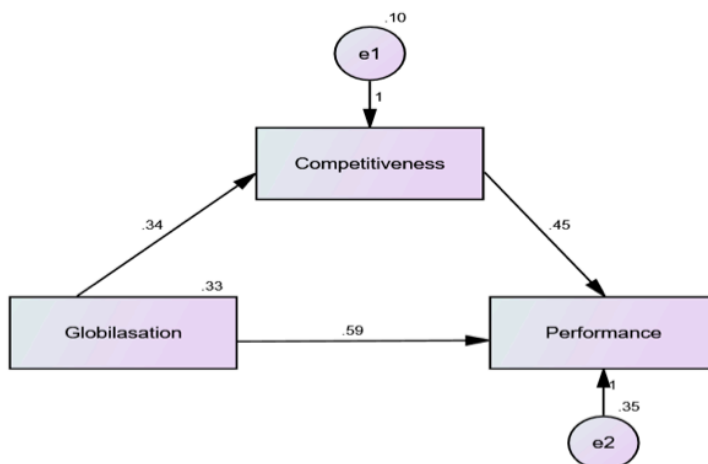 .10
e1
1
Competitiveness
.34
.45
.33
Globilasation
.59
Performance
1
.35
e2